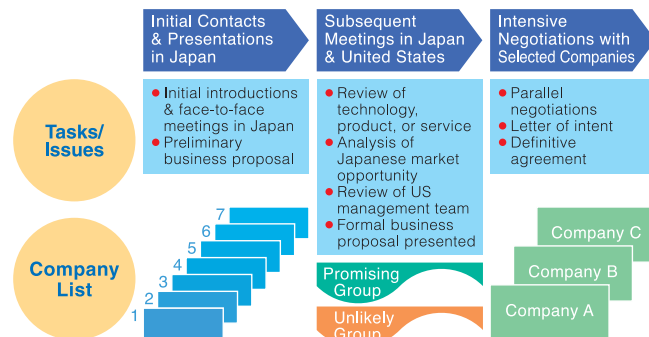 Initial Contacts
& Presentations
in Japan
Subsequent
Meetings in Japan
& United States
Intensive
Negotiations with
Selected Companies
Tasks/
Issues
• Initial introductions
& face-to-face
meetings in Japan
• Preliminary
business proposal
• Review of
technology,
product, or service
• Analysis of
Japanese market
opportunity
• Review of US
management team
• Formal business
proposal presented
• Parallel
negotiations
• Letter of intent
• Definitive
agreement
Company
List
7
6
5
4
3
2
1
Promising
Group
Unlikely
Group
Company C
Company B
Company A